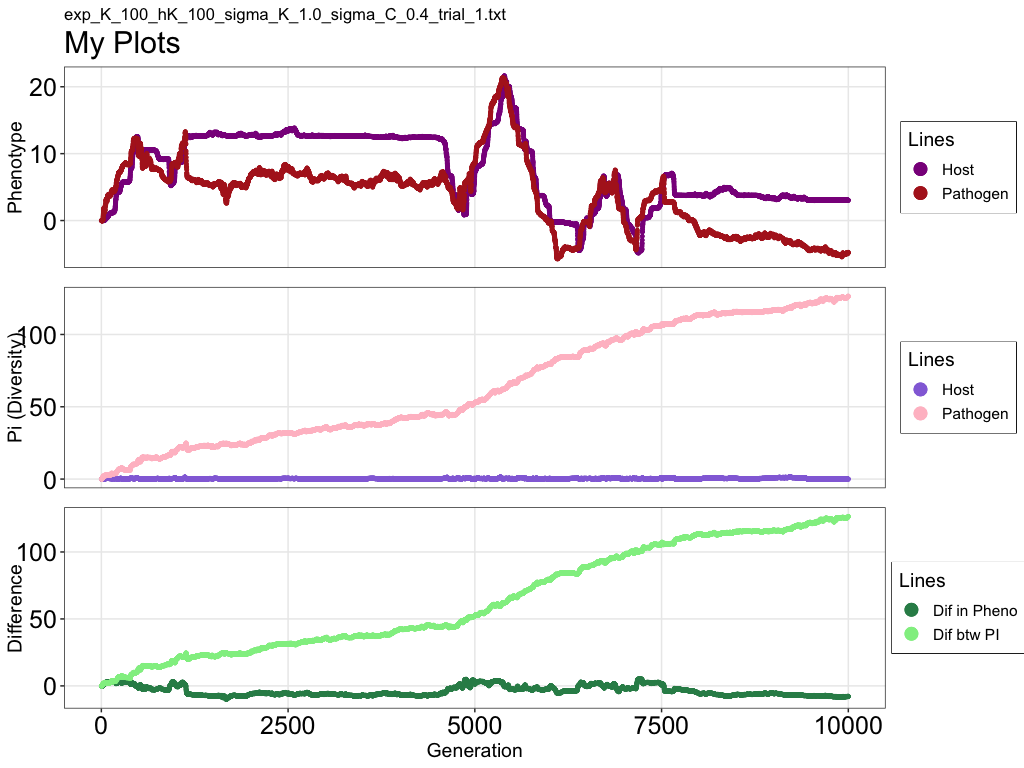 exp_K_100_hK_100_sigma_K_1.0_sigma_C_0.4_trial_1.txt
My Plots
Phenotype
20
10
0
Lines
Host
Pathogen
Pi (Diversity)
100
50
0
Lines
Host
Pathogen
Difference
100
50
0
Lines
Dif in Pheno
Dif btw PI
0 2500 5000 7500 10000
Generation